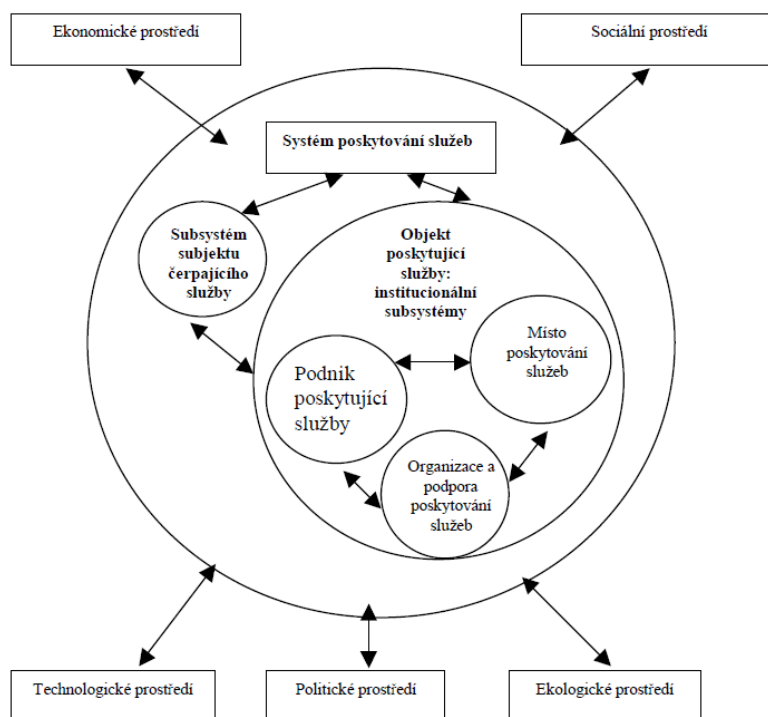 Ekonomické prostředí
Sociální prostředí
Systém poskytování služeb
Subsystém
subjektu
čerpajícího
služby
Objekt
poskytující
služby:
institucionální
subsystémy
Místo
poskytování
služeb
Podnik
poskytující
služby
Organizace a
podpora
poskytování
služeb
Technologické prostředí
Politické prostředí
Ekologické prostředí